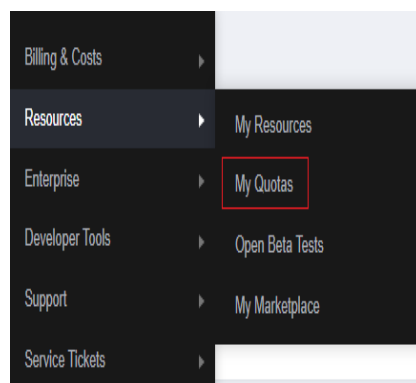 Billing & Costs
Resources
Enterprise
Developer Tools
Support
Service Tickets
My Resources
My Quotas
Open Beta Tests
My Marketplace